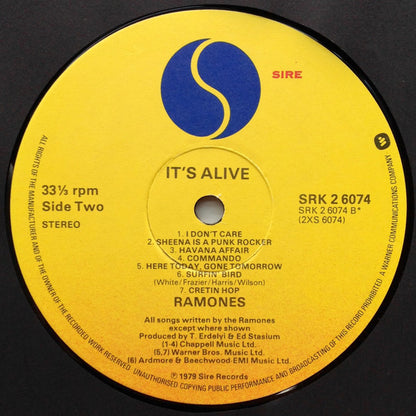 SIRE
IT'S ALIVE
33⅓ rpm
Side Two
STEREO
SRK 2 6074
SRK 2 6074 B*
(2XS 6074)
1. I DON'T CARE
2. SHEENA IS A PUNK ROCKER
3. HAVANA AFFAIR
4. COMMANDO
5. HERE TODAY, GONE TOMORROW
6. SURFIN' BIRD
(White/Frazier/Harris/Wilson)
7. CRETIN HOP
RAMONES
All songs written by the Ramones
except where shown
Produced by T. Erdelyi & Ed Stasium
(1-4) Chappell Music Ltd.
(5,7) Warner Bros. Music Ltd.
(6) Ardmore & Beechwood-EMI Music Ltd.
℗ 1979 Sire Records
ALL RIGHTS OF THE MANUFACTURER AND OF THE OWNER OF THE RECORDED WORK RESERVED. UNAUTHORISED COPYING PUBLIC PERFORMANCE AND BROADCASTING OF THIS RECORD PROHIBITED. A WARNER COMMUNICATIONS COMPANY